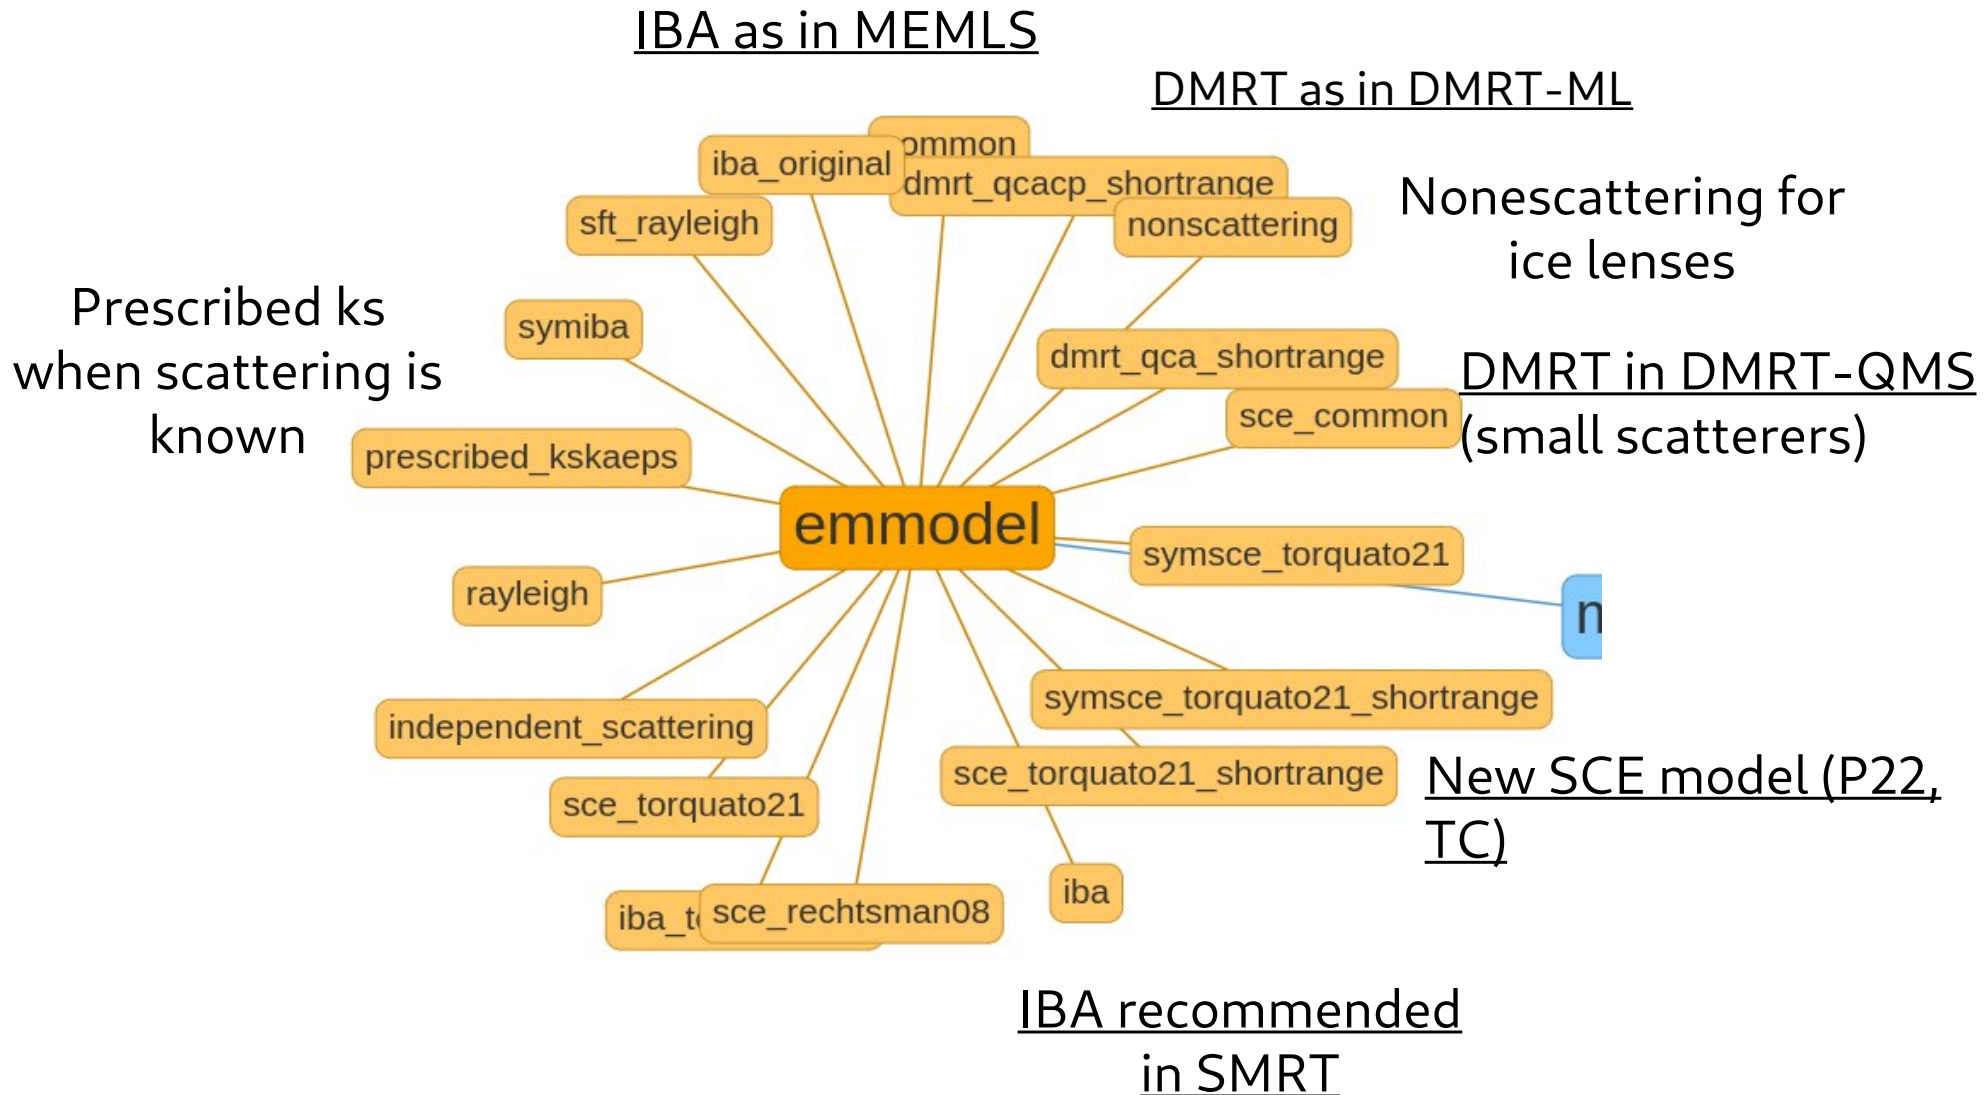 IBA as in MEMLS
DMRT as in DMRT-ML
ommon
iba_original
dmrt_qcacp_shortrange
Nonescattering for
ice lenses
sft_rayleigh
nonscattering
Prescribed ks
when scattering is
known
symiba
dmrt_qca_shortrange
DMRT in DMRT-QMS
(small scatterers)
sce_common
prescribed_kskaeps
emmodel
symsce_torquato21
rayleigh
n
symsce_torquato21_shortrange
independent_scattering
sce_torquato21_shortrange
New SCE model (P22,
TC)
sce_torquato21
iba
iba_t
sce_rechtsman08
IBA recommended
in SMRT